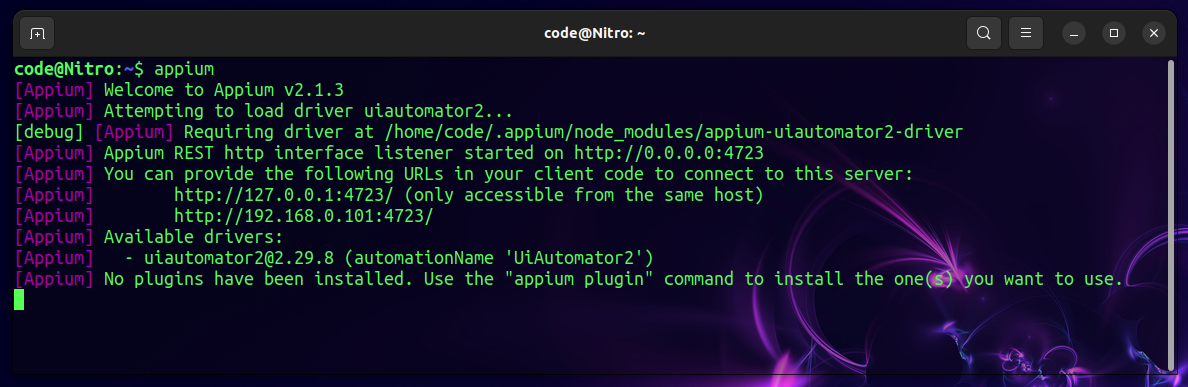 code@Nitro: ~
code@Nitro:~$ appium
[Appium] Welcome to Appium v2.1.3
[Appium] Attempting to load driver uiautomator2...
[debug] [Appium] Requiring driver at /home/code/.appium/node_modules/appium-uiautomator2-driver
[Appium] Appium REST http interface listener started on http://0.0.0.0:4723
[Appium] You can provide the following URLs in your client code to connect to this server:
[Appium]        http://127.0.0.1:4723/ (only accessible from the same host)
[Appium]        http://192.168.0.101:4723/
[Appium] Available drivers:
[Appium]   - uiautomator2@2.29.8 (automationName 'UiAutomator2')
[Appium] No plugins have been installed. Use the "appium plugin" command to install the one(s) you want to use.